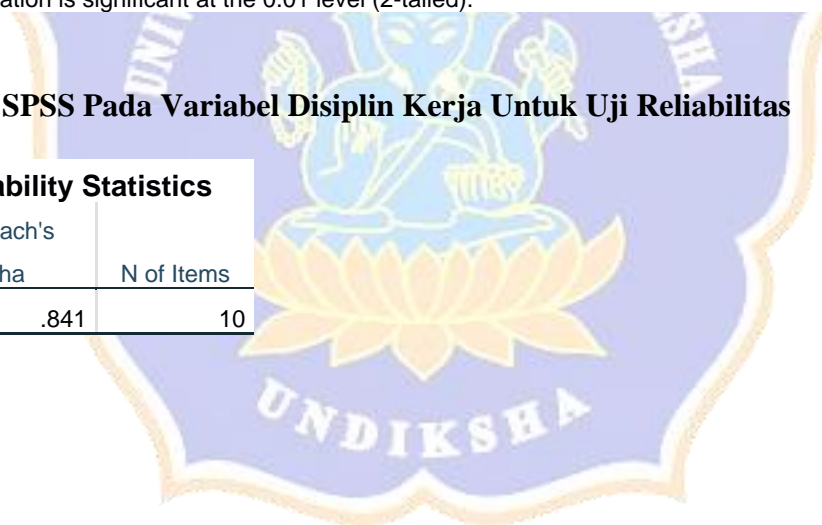 ation is significant at the 0.01 level (2-tailed).
SPSS Pada Variabel Disiplin Kerja Untuk Uji Reliabilitas
ability Statistics
ach's
ha N of Items
.841 10
UNDIKSHA